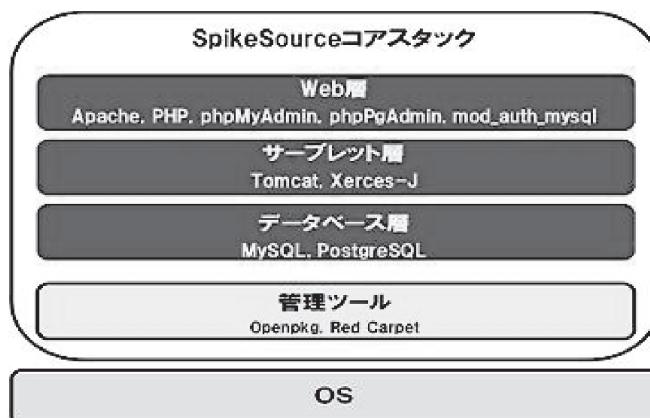 SpikeSourceコアスタック
Web層
Apache, PHP, phpMyAdmin, phpPgAdmin, mod_auth_mysql
サーブレット層
Tomcat, Xerces-J
データベース層
MySQL, PostgreSQL
管理ツール
Openpkg, Red Carpet
OS